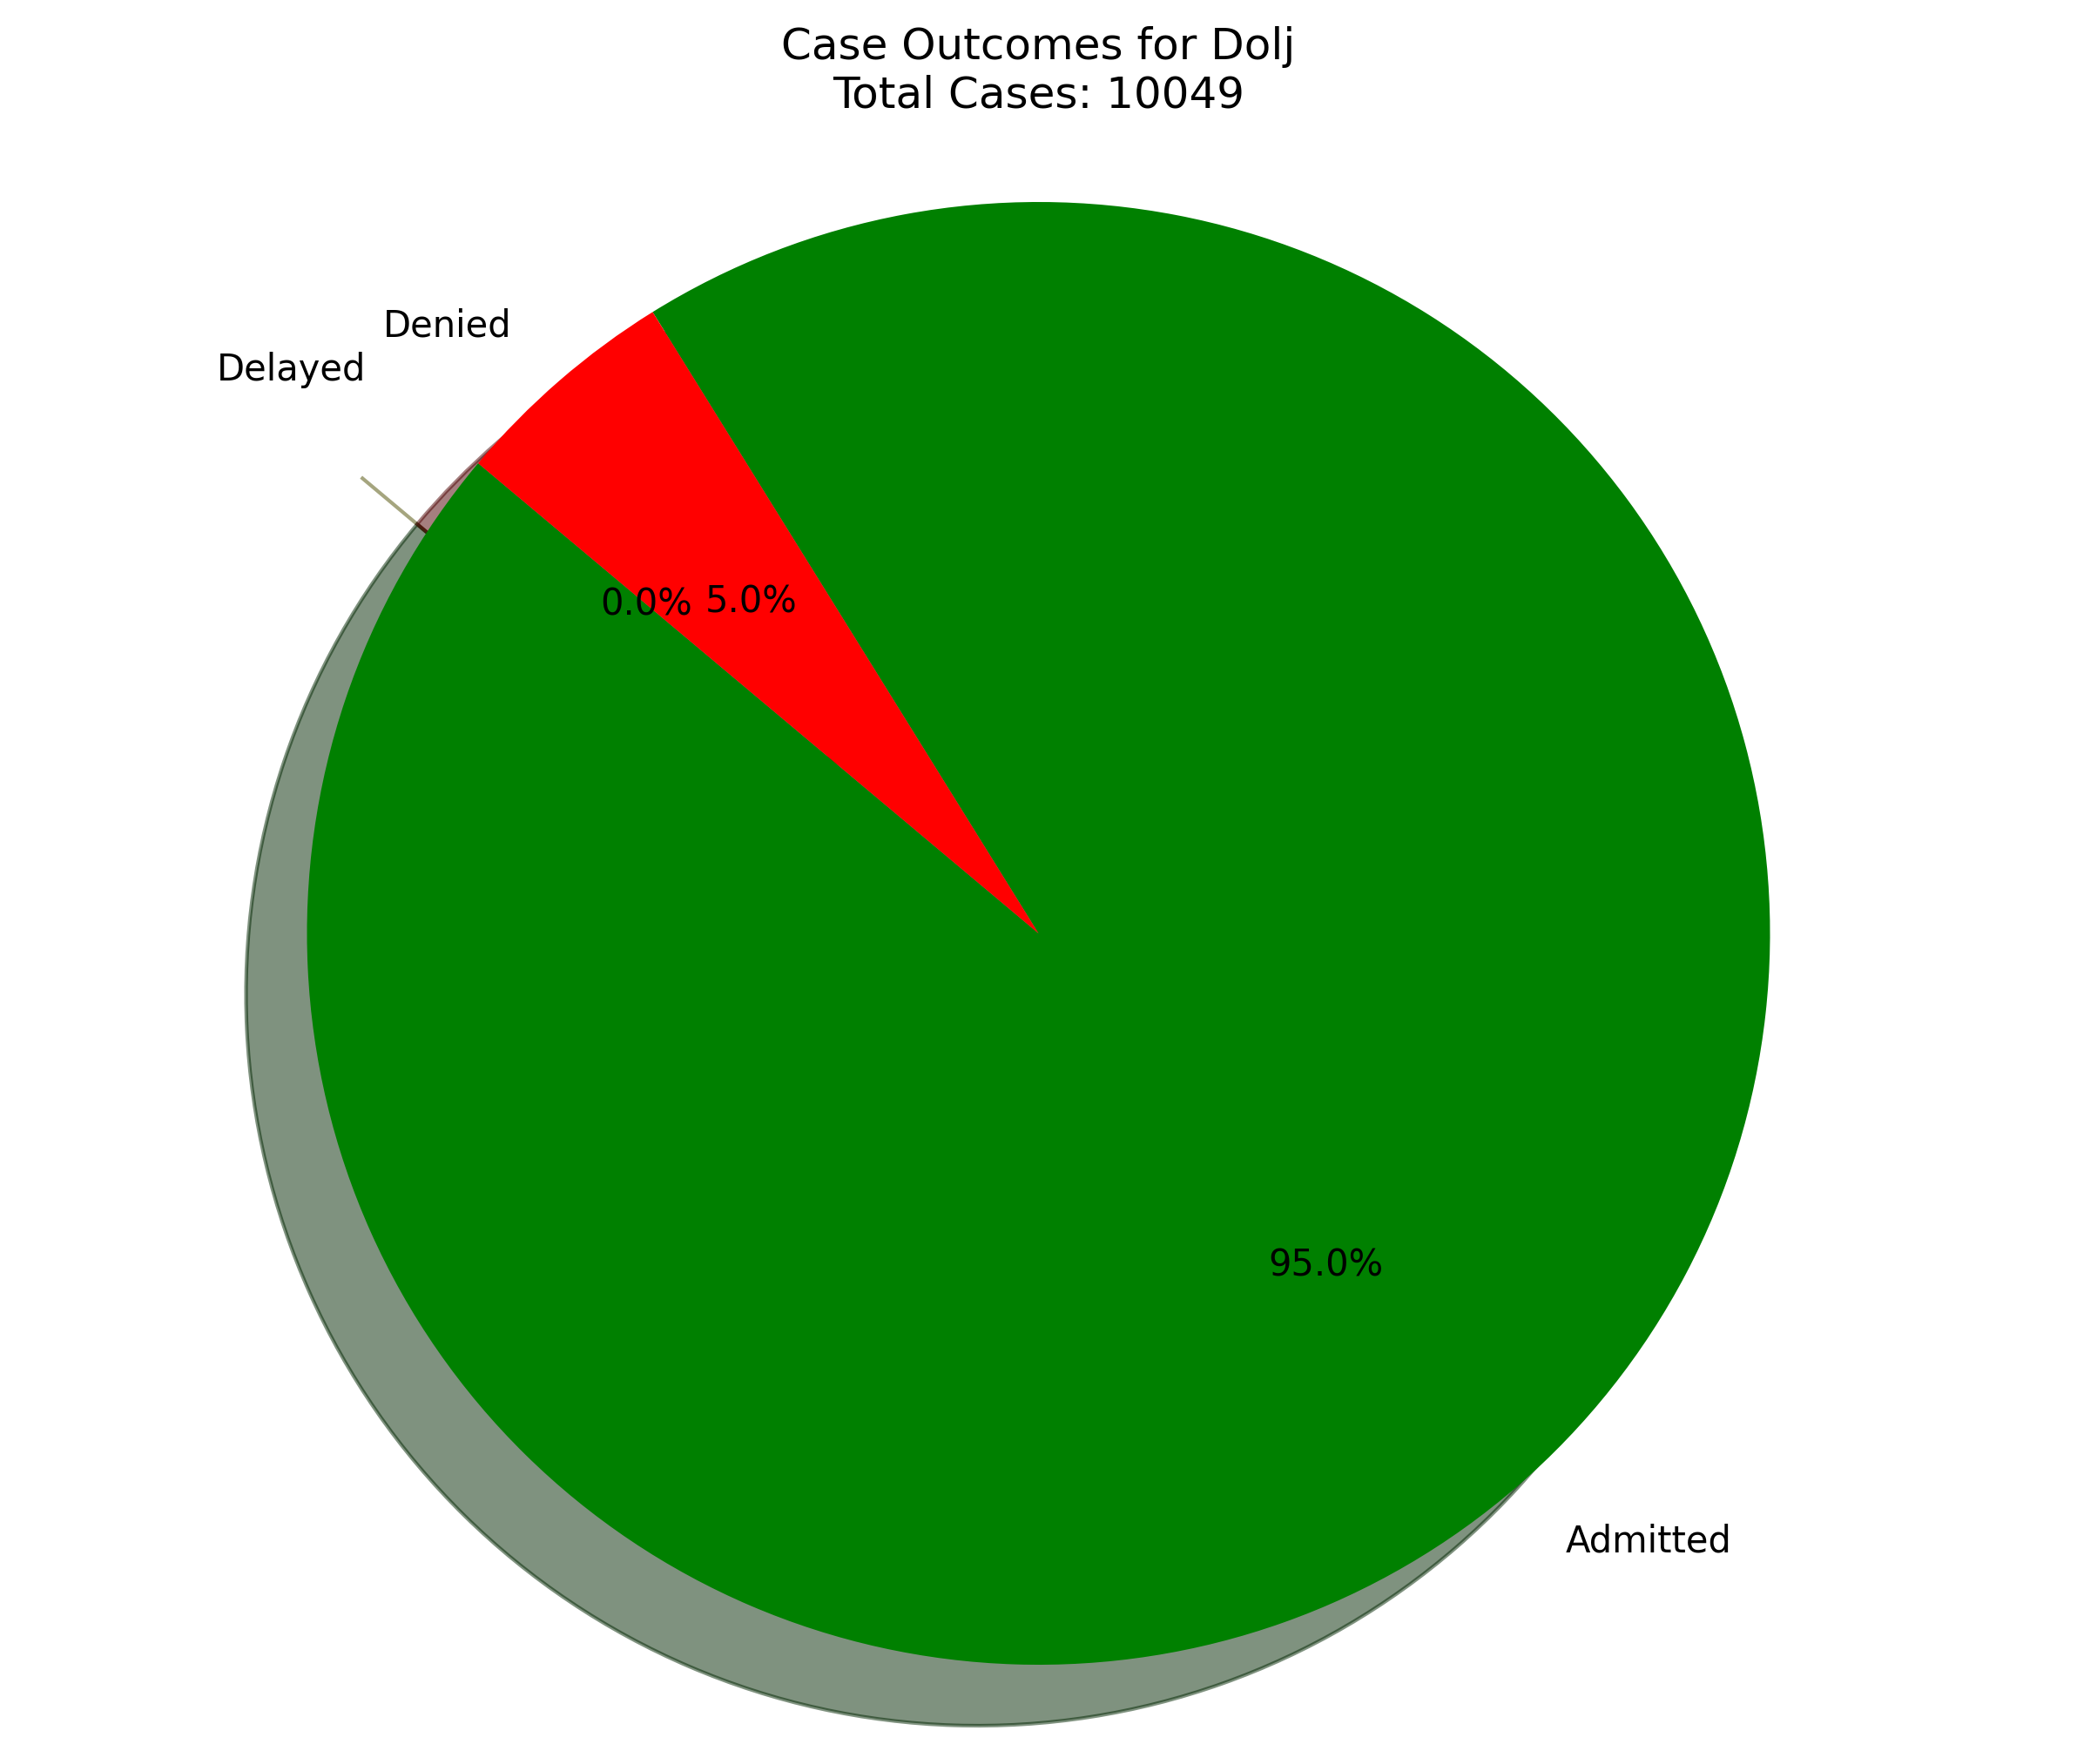 Case Outcomes for Dolj
Total Cases: 10049
Denied
Delayed
0.0%
5.0%
95.0%
Admitted